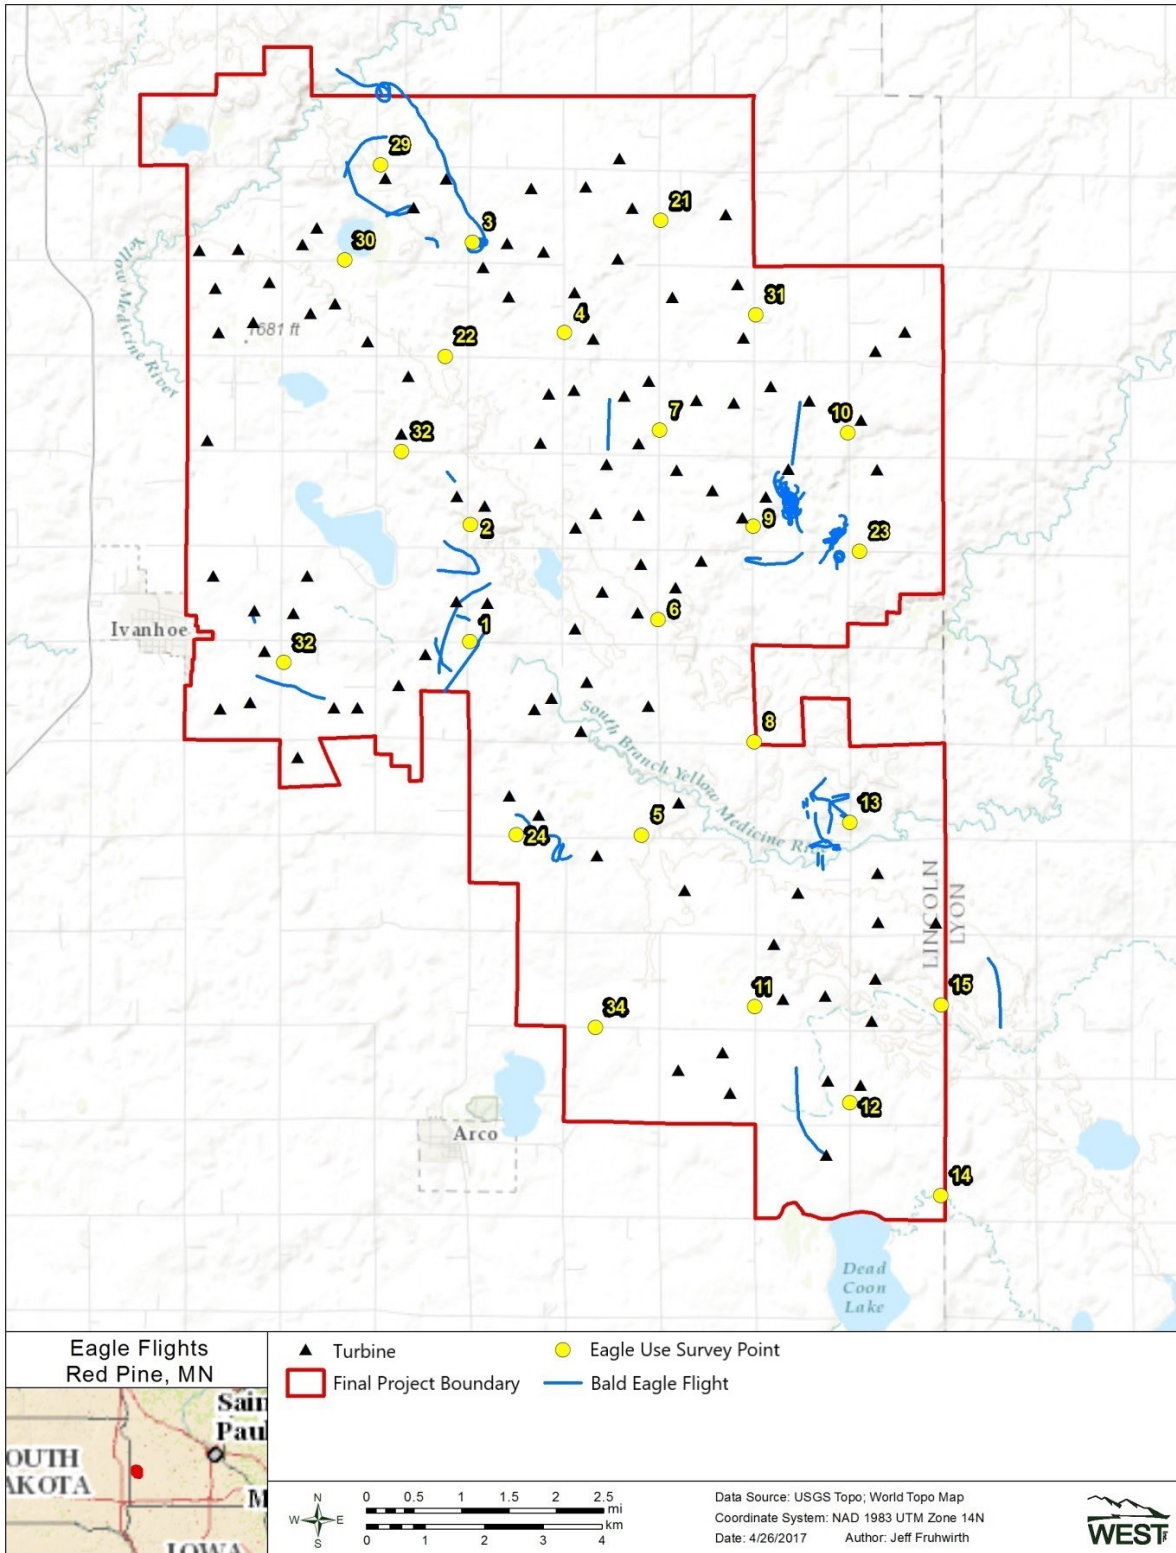 29
3
21
30
31
4
Yellow Medicine River
1681 ft
22
7
10
32
2
9
23
6
Ivanhoe
1
32
8
South Branch Yellow Medicine River
13
5
24
LINCOLN
LYON
11
15
34
12
Arco
14
Dead
Coon
Lake
Eagle Flights
Red Pine, MN
Turbine
Eagle Use Survey Point
Final Project Boundary
Bald Eagle Flight
Sain
Pau
OUTH
AKOTA
M
IOWA
N
W E
S
0 0.5 1 1.5 2 2.5
mi
km
0 1 2 3 4
Data Source: USGS Topo; World Topo Map
Coordinate System: NAD 1983 UTM Zone 14N
Date: 4/26/2017 Author: Jeff Fruhwirth
WEST